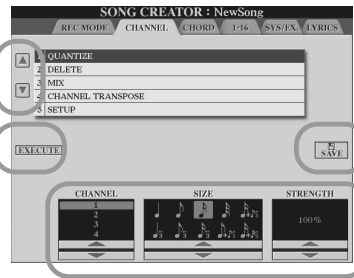 SONG CREATOR : NewSong
REC MODE CHANNEL CHORD 1-16 SYS/EX. LYRICS
1 QUANTIZE
2 DELETE
3 MIX
4 CHANNEL TRANSPOSE
5 SETUP
EXECUTE
SAVE
CHANNEL SIZE STRENGTH
1
2
3
4
100%